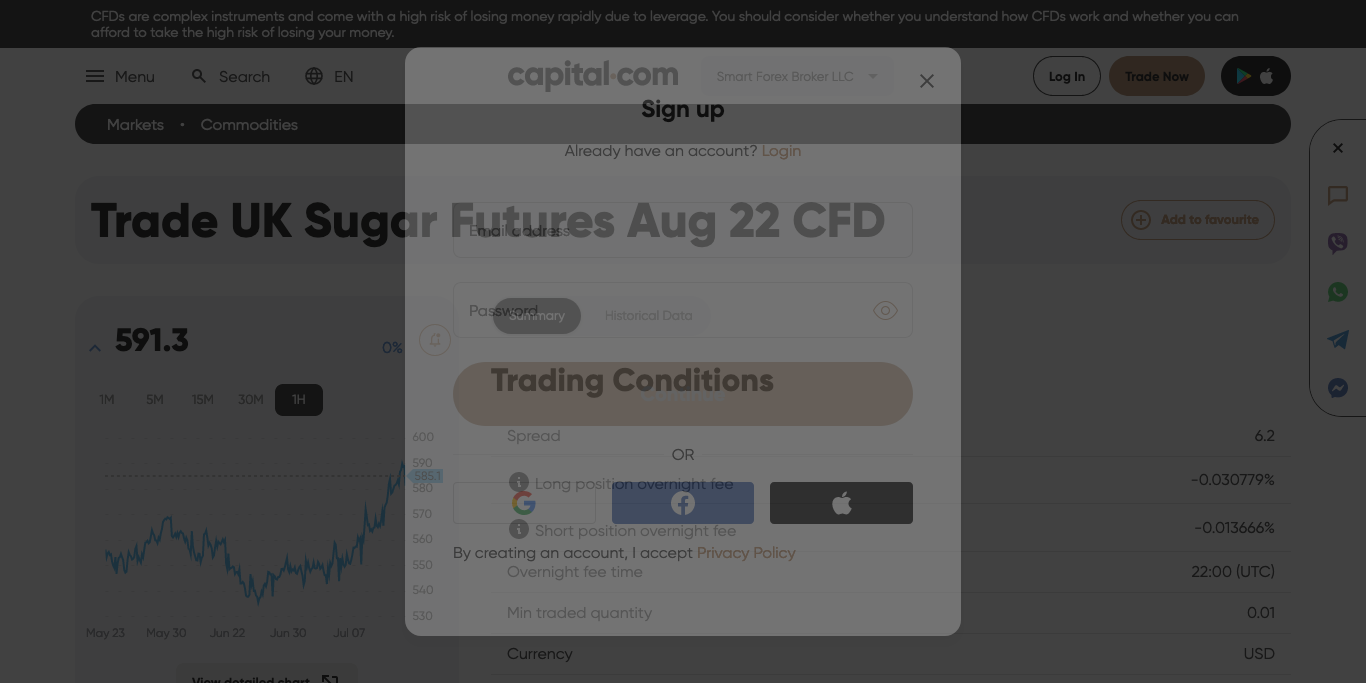 CFDs are complex instruments and come with a high risk of losing money rapidly due to leverage. You should consider whether you understand how CFDs work and whether you can
afford to take the high risk of losing your money.
Menu
Search
EN
capital.com
Smart Forex Broker LLC
Log In
Trade Now
Sign up
Markets • Commodities
Already have an account? Login
Trade UK Sugar Futures Aug 22 CFD
Add to favourite
Email address
Password
Summary
Historical Data
591.3
0%
1M
5M
15M
30M
1H
Trading Conditions
600
590
585.1
580
570
560
550
540
530
May 23
May 30
Jun 22
Jun 30
Jul 07
View detailed chart
Spread
6.2
OR
Long position overnight fee
-0.030779%
Short position overnight fee
-0.013666%
By creating an account, I accept Privacy Policy
Overnight fee time
22:00 (UTC)
Min traded quantity
0.01
Currency
USD